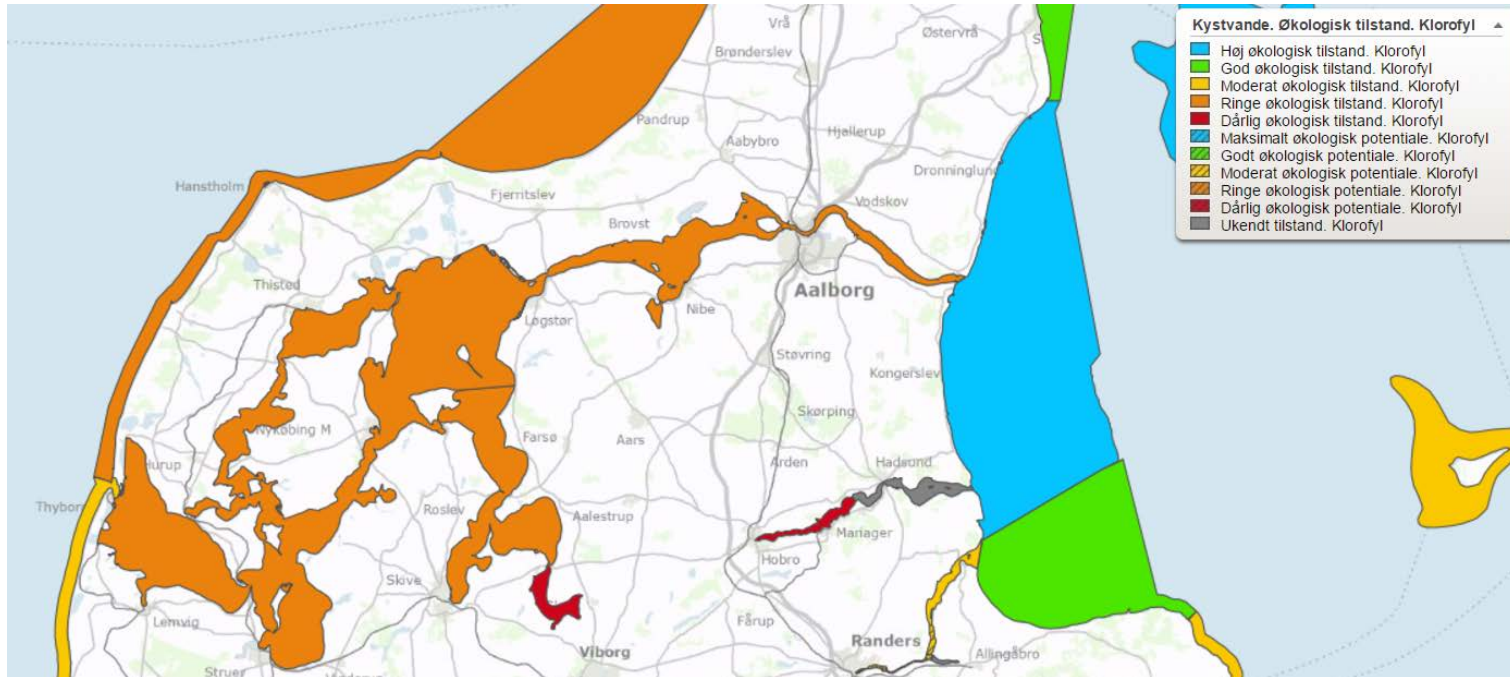 Kystvande. Økologisk tilstand. Klorofyl
Høj økologisk tilstand. Klorofyl
God økologisk tilstand. Klorofyl
Moderat økologisk tilstand. Klorofyl
Ringe økologisk tilstand. Klorofyl
Dårlig økologisk tilstand. Klorofyl
Maksimalt økologisk potentiale. Klorofyl
Godt økologisk potentiale. Klorofyl
Moderat økologisk potentiale. Klorofyl
Ringe økologisk potentiale. Klorofyl
Dårlig økologisk potentiale. Klorofyl
Ukendt tilstand. Klorofyl
Vrå
Østervrå
Brønderslev
Pandrup
Hjallerup
Aabybro
Dronninglund
Hanstholm
Fjerritslev
Vodskov
Brovst
Thisted
Aalborg
Nibe
Løgstør
Støvring
Kongerslev
Skørping
Nykøbing M
Farsø
Aars
Hurup
Arden
Hadsund
Thyborø
Roslev
Aalestrup
Mariager
Hobro
Skive
Lemvig
Fårup
Randers
Viborg
Allingåbro
Struer